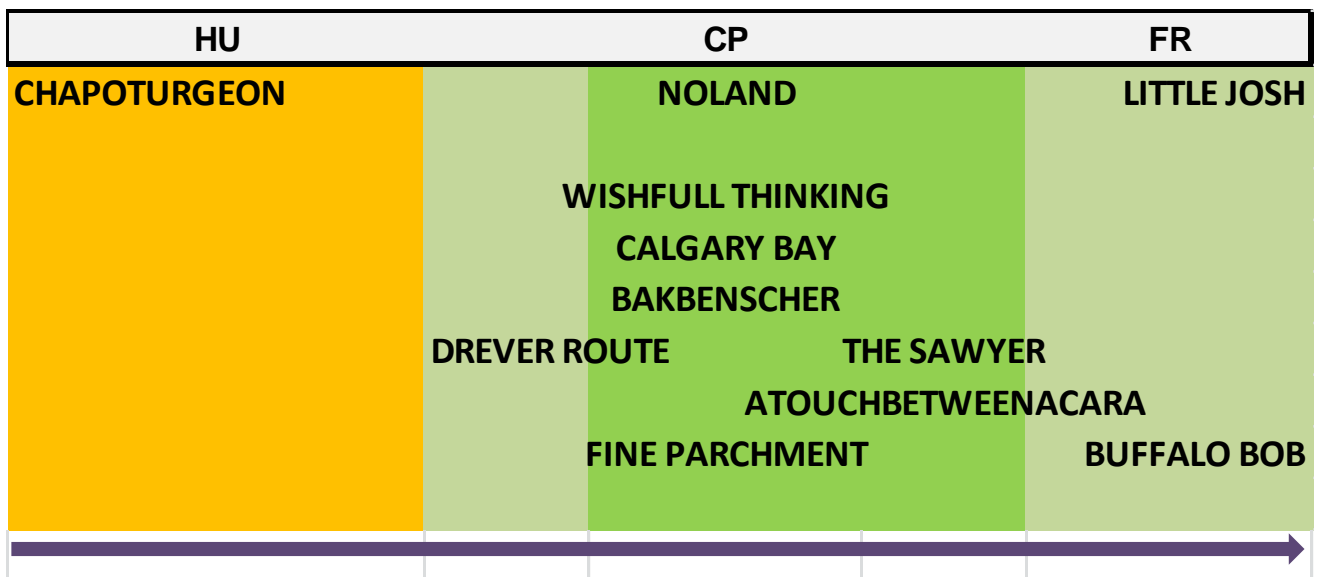 HU CP FR
CHAPOTURGEON NOLAND LITTLE JOSH
WISHFULL THINKING
CALGARY BAY
BAKBENSCHER
DREVER ROUTE THE SAWYER
ATOUCHBETWEENACARA
FINE PARCHMENT BUFFALO BOB